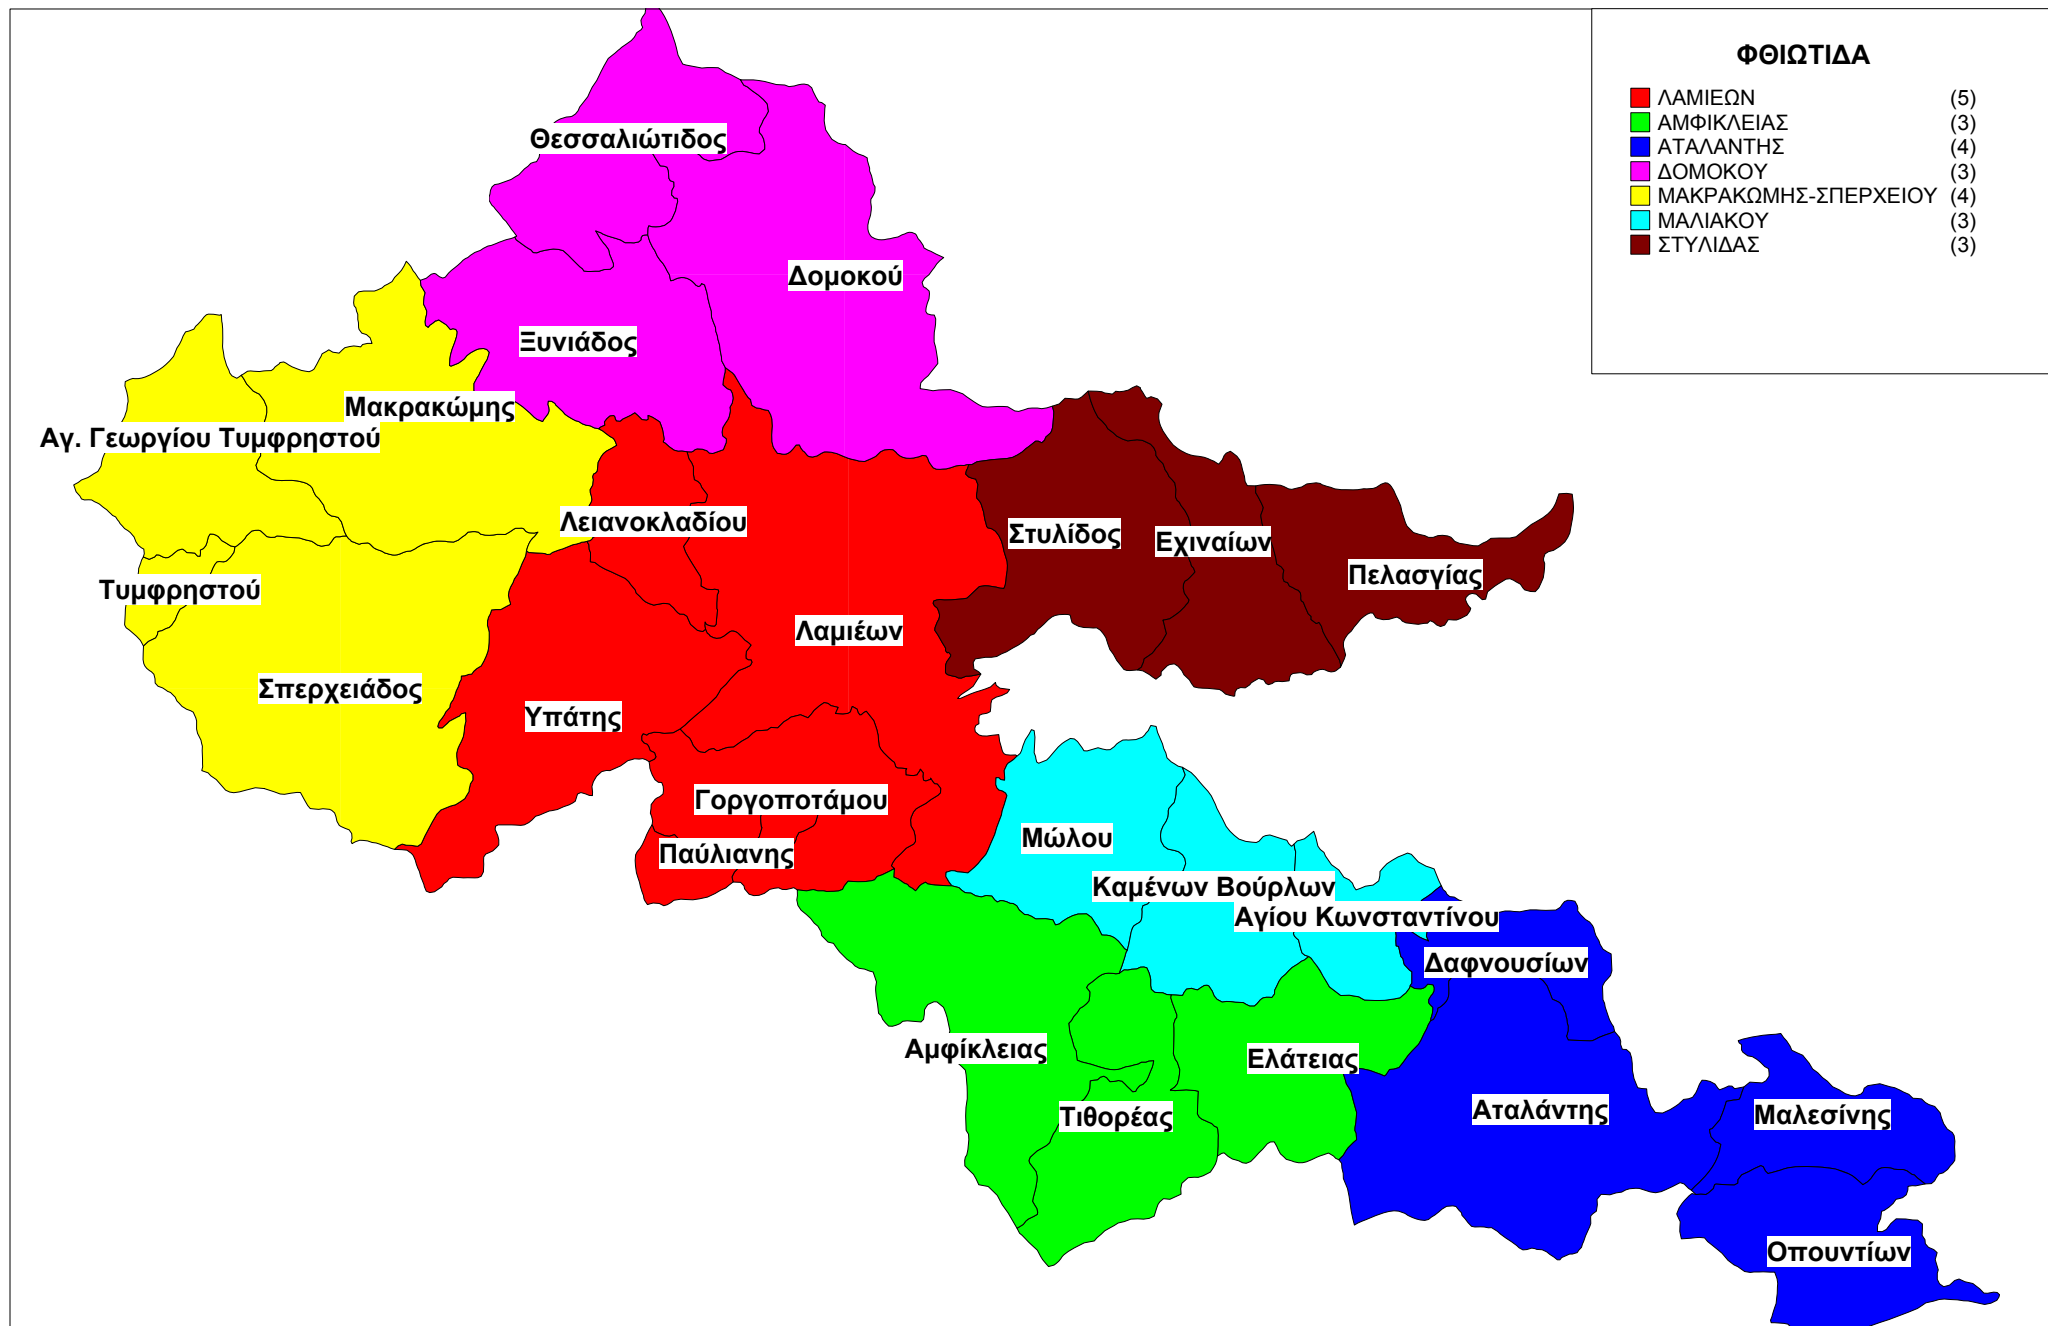 ΦΘΙΩΤΙΔΑ
ΛΑΜΙΕΩΝ (5)
ΑΜΦΙΚΛΕΙΑΣ (3)
ΑΤΑΛΑΝΤΗΣ (4)
ΔΟΜΟΚΟΥ (3)
ΜΑΚΡΑΚΩΜΗΣ-ΣΠΕΡΧΕΙΟΥ (4)
ΜΑΛΙΑΚΟΥ (3)
ΣΤΥΛΙΔΑΣ (3)
Θεσσαλιώτιδος
Δομοκού
Ξυνιάδος
Μακρακώμης
Αγ. Γεωργίου Τυμφρηστού
Λειανοκλαδίου
Στυλίδος
Εχιναίων
Πελασγίας
Τυμφρηστού
Λαμιέων
Σπερχειάδος
Υπάτης
Γοργοποτάμου
Μώλου
Παύλιανης
Καμένων Βούρλων
Αγίου Κωνσταντίνου
Δαφνουσίων
Αμφίκλειας
Ελάτειας
Τιθορέας
Αταλάντης
Μαλεσίνης
Οπουντίων